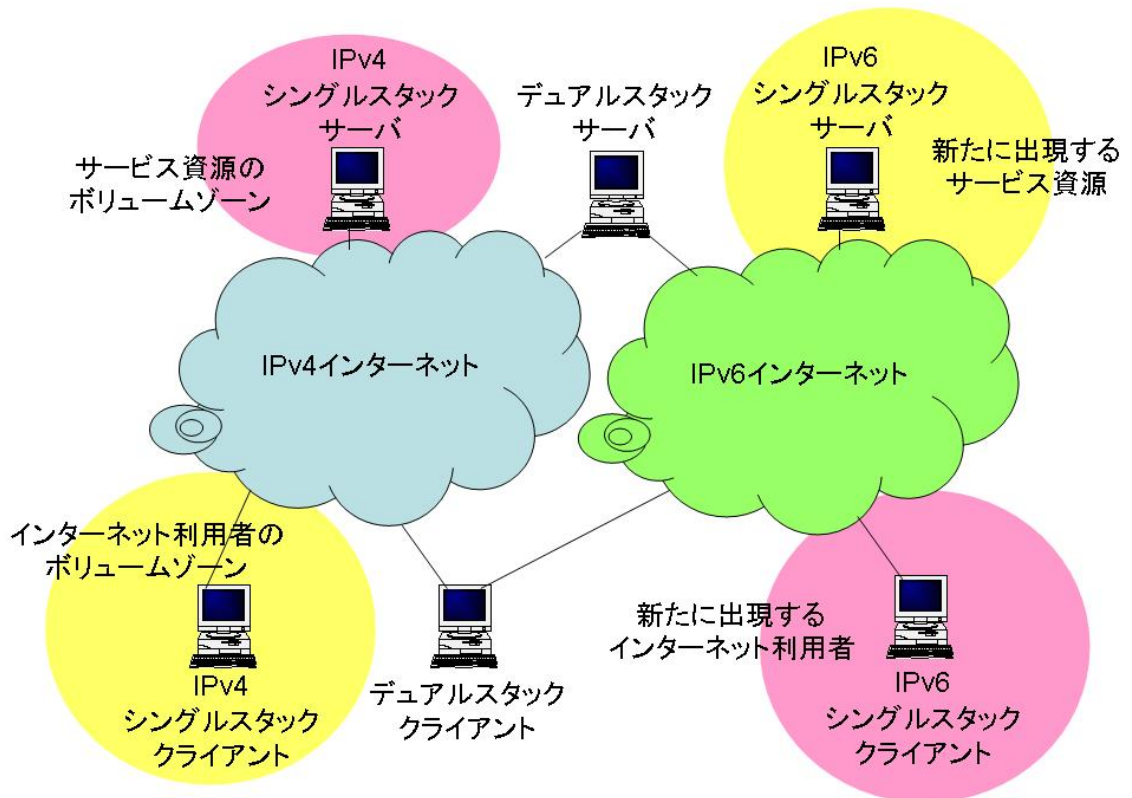 IPv4
シングルスタック
サーバ
サービス資源の
ボリュームゾーン
デュアルスタック
サーバ
IPv6
シングルスタック
サーバ
新たに出現する
サービス資源
IPv4インターネット
IPv6インターネット
インターネット利用者の
ボリュームゾーン
IPv4
シングルスタック
クライアント
デュアルスタック
クライアント
新たに出現する
インターネット利用者
IPv6
シングルスタック
クライアント